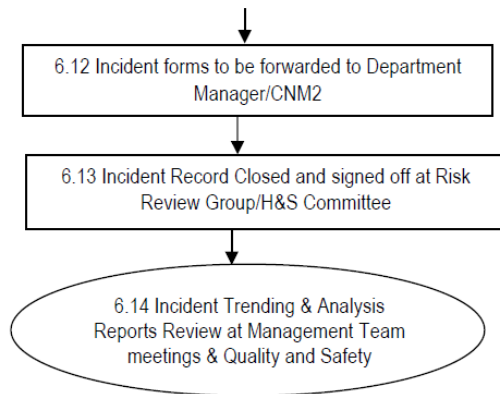 6.12 Incident forms to be forwarded to Department
Manager/CNM2
6.13 Incident Record Closed and signed off at Risk
Review Group/H&S Committee
6.14 Incident Trending & Analysis
Reports Review at Management Team
meetings & Quality and Safety